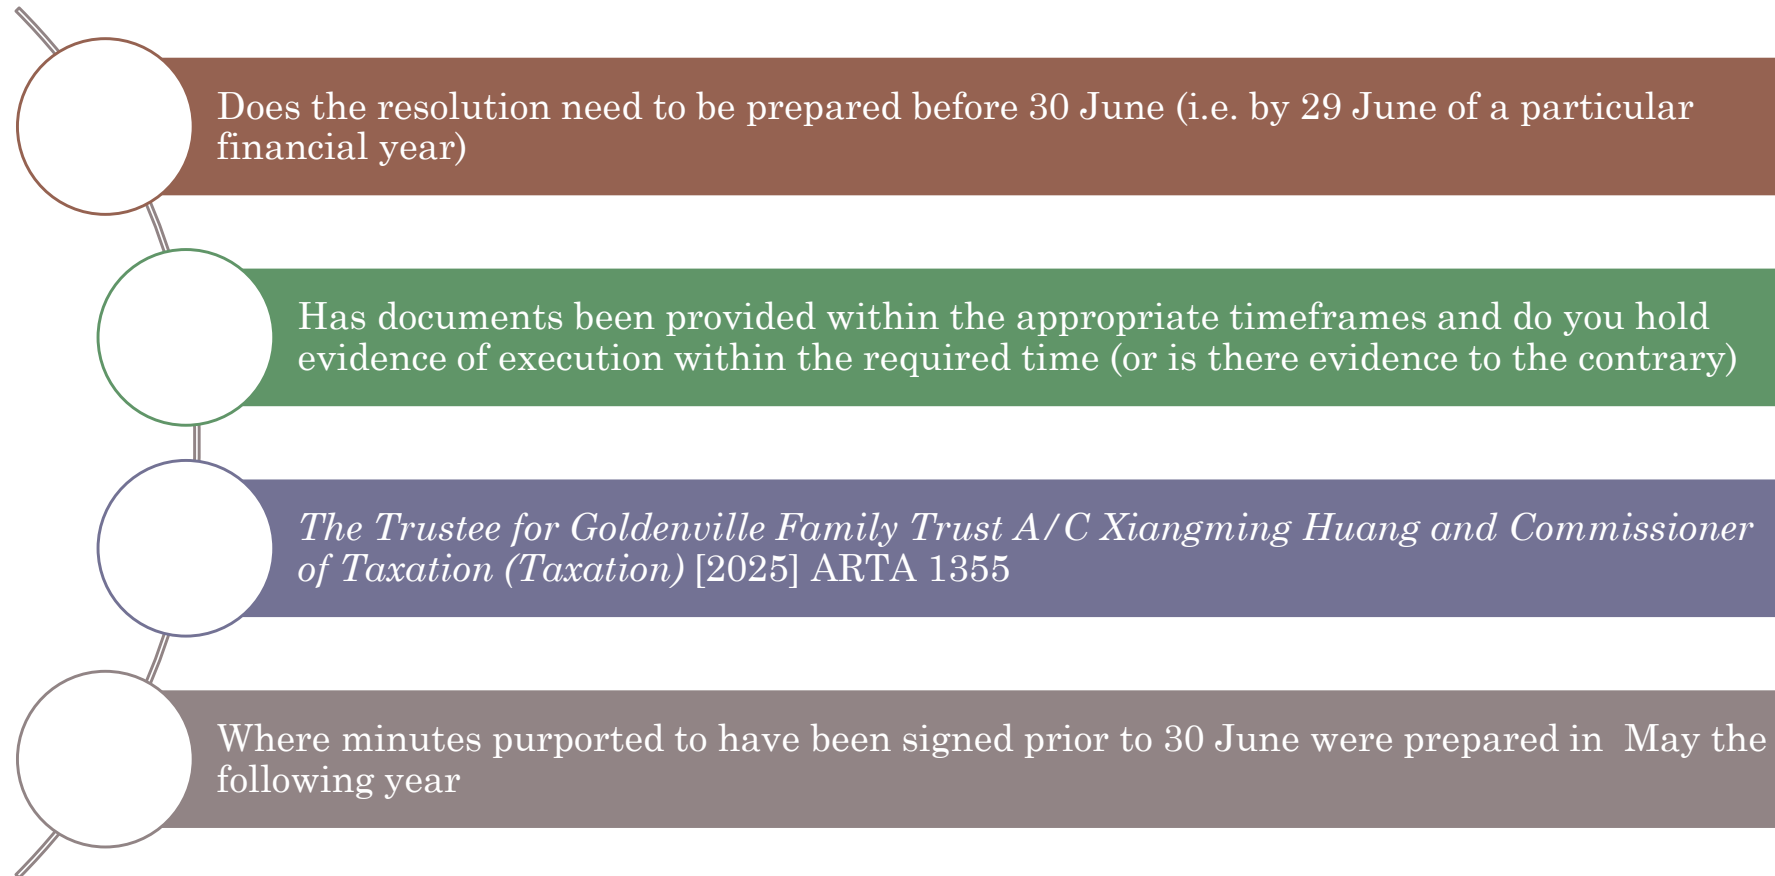 Does the resolution need to be prepared before 30 June (i.e. by 29 June of a particular
financial year)
Has documents been provided within the appropriate timeframes and do you hold
evidence of execution within the required time (or is there evidence to the contrary)
The Trustee for Goldenville Family Trust A/C Xiangming Huang and Commissioner
of Taxation (Taxation) [2025] ARTA 1355
Where minutes purported to have been signed prior to 30 June were prepared in  May the
following year